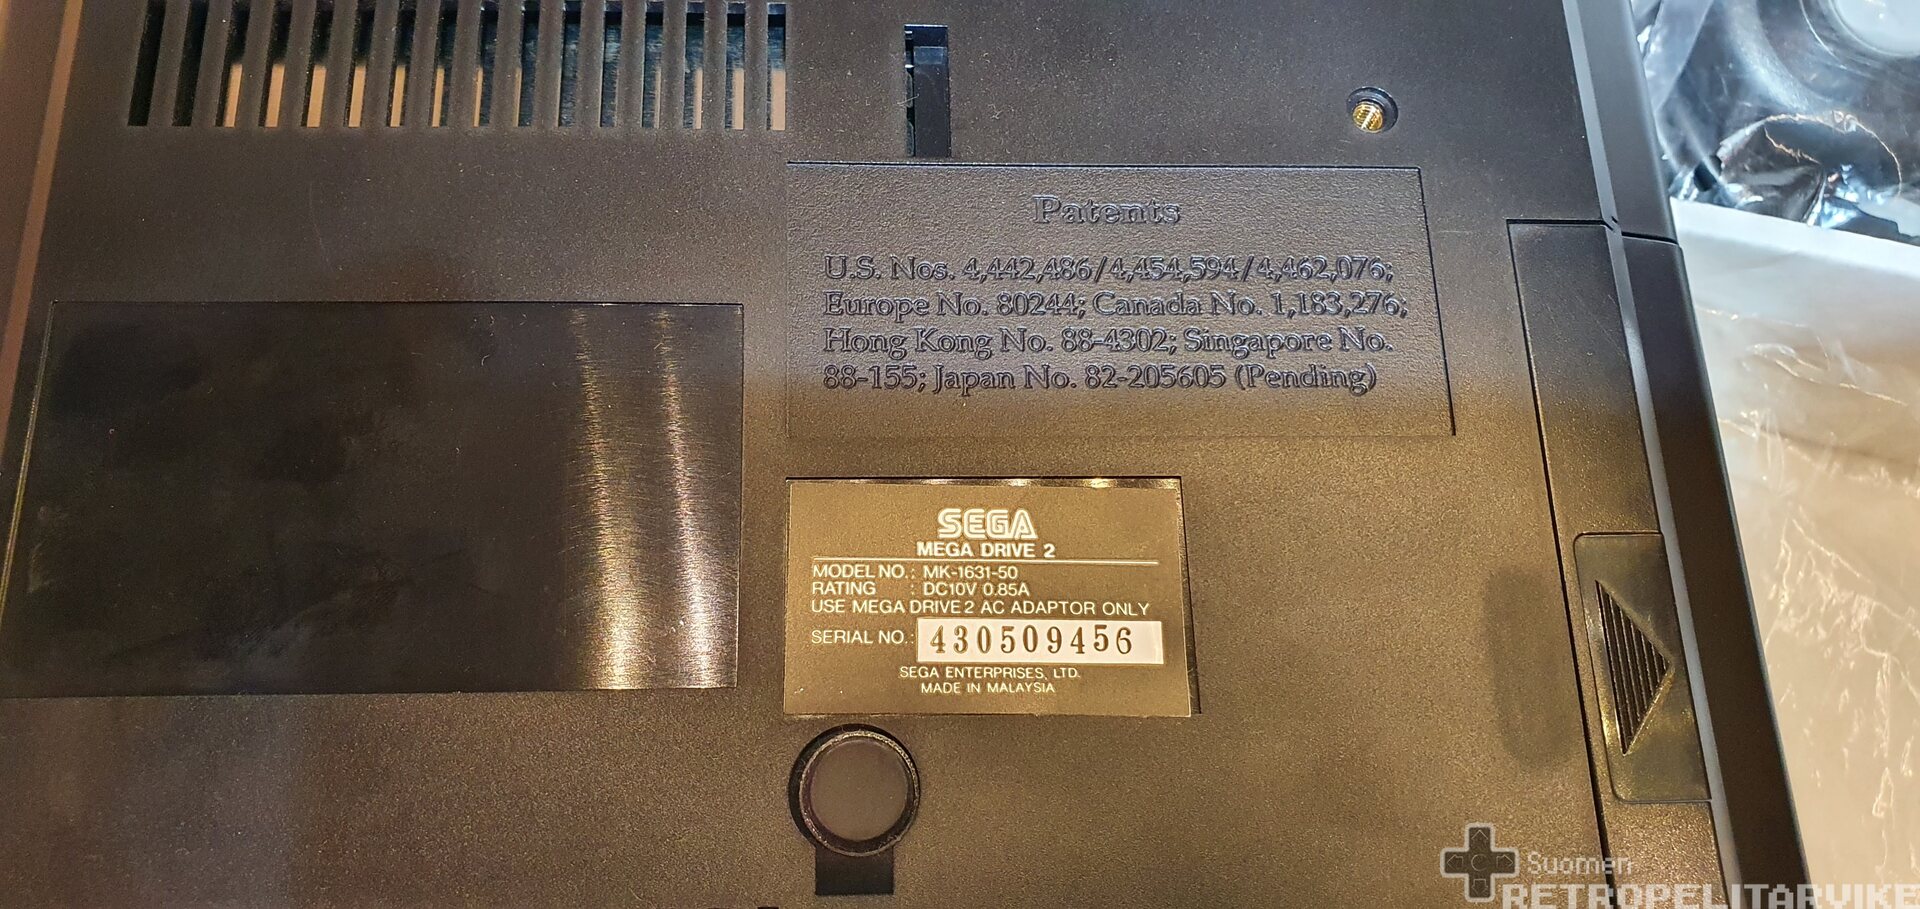 Patents
U.S. Nos. 4,442,486/4,454,594/4,462,076;
Europe No. 80244; Canada No. 1,183,276;
Hong Kong No. 88-4302; Singapore No.
88-155; Japan No. 82-205605 (Pending)
SEGA
MEGA DRIVE 2
MODEL NO.: MK-1631-50
RATING : DC10V 0.85A
USE MEGA DRIVE 2 AC ADAPTOR ONLY
SERIAL NO.: 430509456
SEGA ENTERPRISES, LTD.
MADE IN MALAYSIA
Suomen
RETROPELITARVIKE